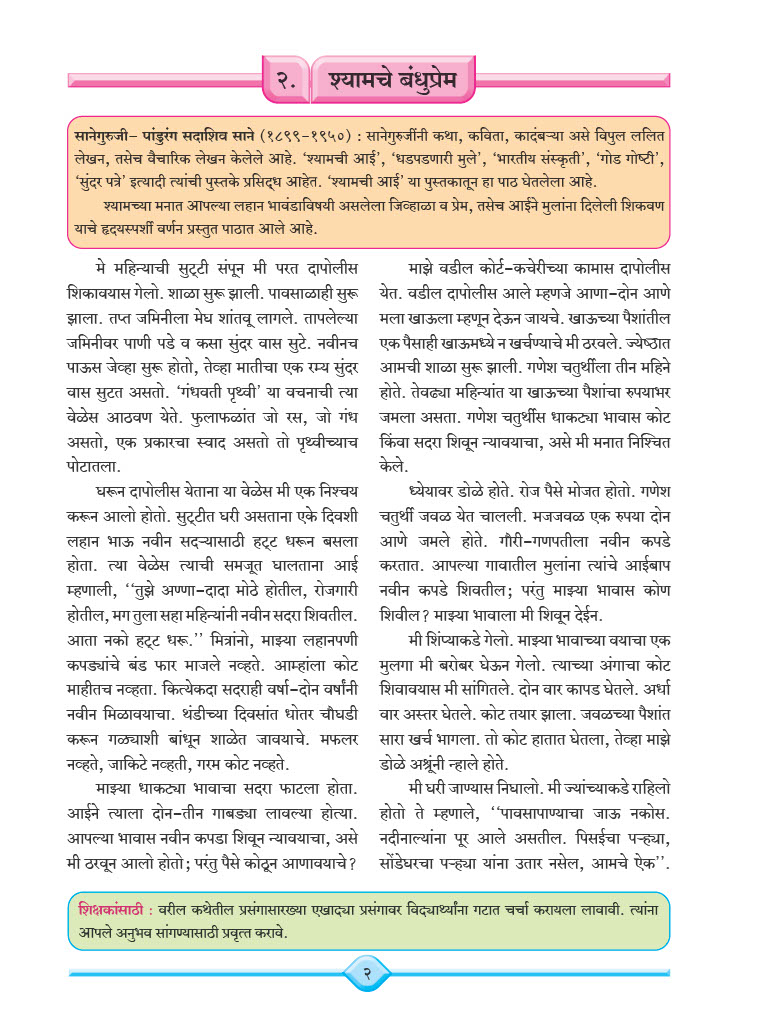 २. श्यामचे बंधुप्रेम
सानेगुरुजी– पांडुरंग सदाशिव साने (१८९९-१९५०) : सानेगुरुजींनी कथा, कविता, कादंबऱ्या असे विपुल ललित
लेखन, तसेच वैचारिक लेखन केलेले आहे. ‘श्यामची आई’, ‘धडपडणारी मुले’, ‘भारतीय संस्कृती’, ‘गोड गोष्टी’,
‘सुंदर पत्रे’ इत्यादी त्यांची पुस्तके प्रसिद्ध आहेत. ‘श्यामची आई’ या पुस्तकातून हा पाठ घेतलेला आहे.
श्यामच्या मनात आपल्या लहान भावंडाविषयी असलेला जिव्हाळा व प्रेम, तसेच आईने मुलांना दिलेली शिकवण
याचे हृदयस्पर्शी वर्णन प्रस्तुत पाठात आले आहे.
मे महिन्याची सुट्टी संपून मी परत दापोलीस
शिकावयास गेलो. शाळा सुरू झाली. पावसाळाही सुरू
झाला. तप्त जमिनीला मेघ शांतवू लागले. तापलेल्या
जमिनीवर पाणी पडे व कसा सुंदर वास सुटे. नवीनच
पाऊस जेव्हा सुरू होतो, तेव्हा मातीचा एक रम्य सुंदर
वास सुटत असतो. ‘गंधवती पृथ्वी’ या वचनाची त्या
वेळेस आठवण येते. फुलाफळांत जो रस, जो गंध
असतो, एक प्रकारचा स्वाद असतो तो पृथ्वीच्याच
पोटातला.
धरून दापोलीस येताना या वेळेस मी एक निश्चय
करून आलो होतो. सुट्टीत घरी असताना एके दिवशी
लहान भाऊ नवीन सदऱ्यासाठी हट्ट धरून बसला
होता. त्या वेळेस त्याची समजूत घालताना आई
म्हणाली, ‘‘तुझे अण्णा-दादा मोठे होतील, रोजगारी
होतील, मग तुला सहा महिन्यांनी नवीन सदरा शिवतील.
आता नको हट्ट धरू.’’ मित्रांनो, माझ्या लहानपणी
कपड्यांचे बंड फार माजले नव्हते. आम्हांला कोट
माहीतच नव्हता. कित्येकदा सदराही वर्षा-दोन वर्षांनी
नवीन मिळावयाचा. थंडीच्या दिवसांत धोतर चौघडी
करून गळ्याशी बांधून शाळेत जावयाचे. मफलर
नव्हते, जाकिटे नव्हती, गरम कोट नव्हते.
माझ्या धाकट्या भावाचा सदरा फाटला होता.
आईने त्याला दोन-तीन गाबड्या लावल्या होत्या.
आपल्या भावास नवीन कपडा शिवून न्यावयाचा, असे
मी ठरवून आलो होतो; परंतु पैसे कोठून आणावयाचे?
माझे वडील कोर्ट-कचेरीच्या कामास दापोलीस
येत. वडील दापोलीस आले म्हणजे आणा-दोन आणे
मला खाऊला म्हणून देऊन जायचे. खाऊच्या पैशांतील
एक पैसाही खाऊमध्ये न खर्चण्याचे मी ठरवले. ज्येष्ठात
आमची शाळा सुरू झाली. गणेश चतुर्थीला तीन महिने
होते. तेवढ्या महिन्यांत या खाऊच्या पैशांचा रुपयाभर
जमला असता. गणेश चतुर्थीस धाकट्या भावास कोट
किंवा सदरा शिवून न्यावयाचा, असे मी मनात निश्चित
केले.
ध्येयावर डोळे होते. रोज पैसे मोजत होतो. गणेश
चतुर्थी जवळ येत चालली. मजजवळ एक रुपया दोन
आणे जमले होते. गौरी-गणपतीला नवीन कपडे
करतात. आपल्या गावातील मुलांना त्यांचे आईबाप
नवीन कपडे शिवतील; परंतु माझ्या भावास कोण
शिवील? माझ्या भावाला मी शिवून देईन.
मी शिंप्याकडे गेलो. माझ्या भावाच्या वयाचा एक
मुलगा मी बरोबर घेऊन गेलो. त्याच्या अंगाचा कोट
शिवावयास मी सांगितले. दोन वार कापड घेतले. अर्धा
वार अस्तर घेतले. कोट तयार झाला. जवळच्या पैशांत
सारा खर्च भागला. तो कोट हातात घेतला, तेव्हा माझे
डोळे अश्रूंनी न्हाले होते.
मी घरी जाण्यास निघालो. मी ज्यांच्याकडे राहिलो
होतो ते म्हणाले, ‘‘पावसापाण्याचा जाऊ नकोस.
नदीनाल्यांना पूर आले असतील. पिसईचा पऱ्ह्या,
सोंडेघरचा पऱ्ह्या यांना उतार नसेल, आमचे ऐक’’.
शिक्षकांसाठी : वरील कथेतील प्रसंगासारख्या एखाद्या प्रसंगावर विद्यार्थ्यांना गटात चर्चा करायला लावावी. त्यांना
आपले अनुभव सांगण्यासाठी प्रवृत्त करावे.
२